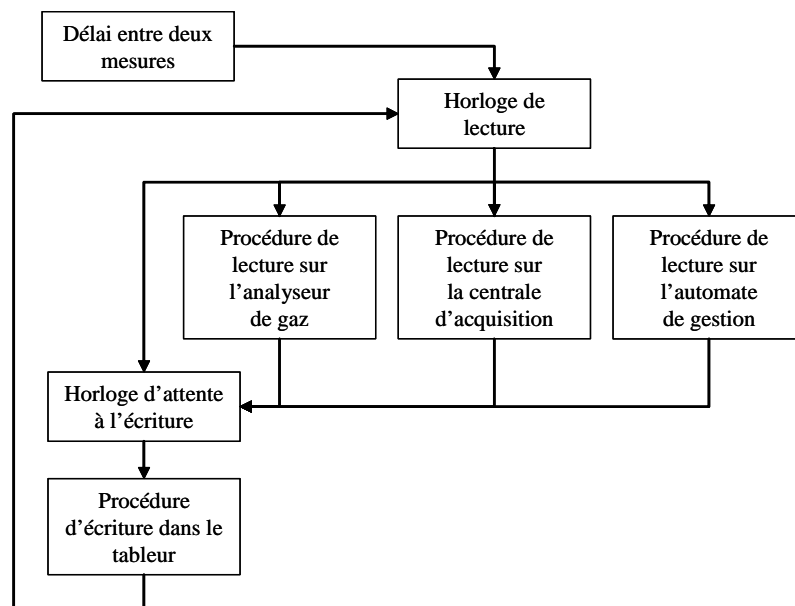 Délai entre deux
mesures
Horloge de
lecture
Procédure de
lecture sur
l’analyseur
de gaz
Procédure de
lecture sur
la centrale
d’acquisition
Procédure de
lecture sur
l’automate
de gestion
Horloge d’attente
à l’écriture
Procédure
d’écriture dans le
tableur